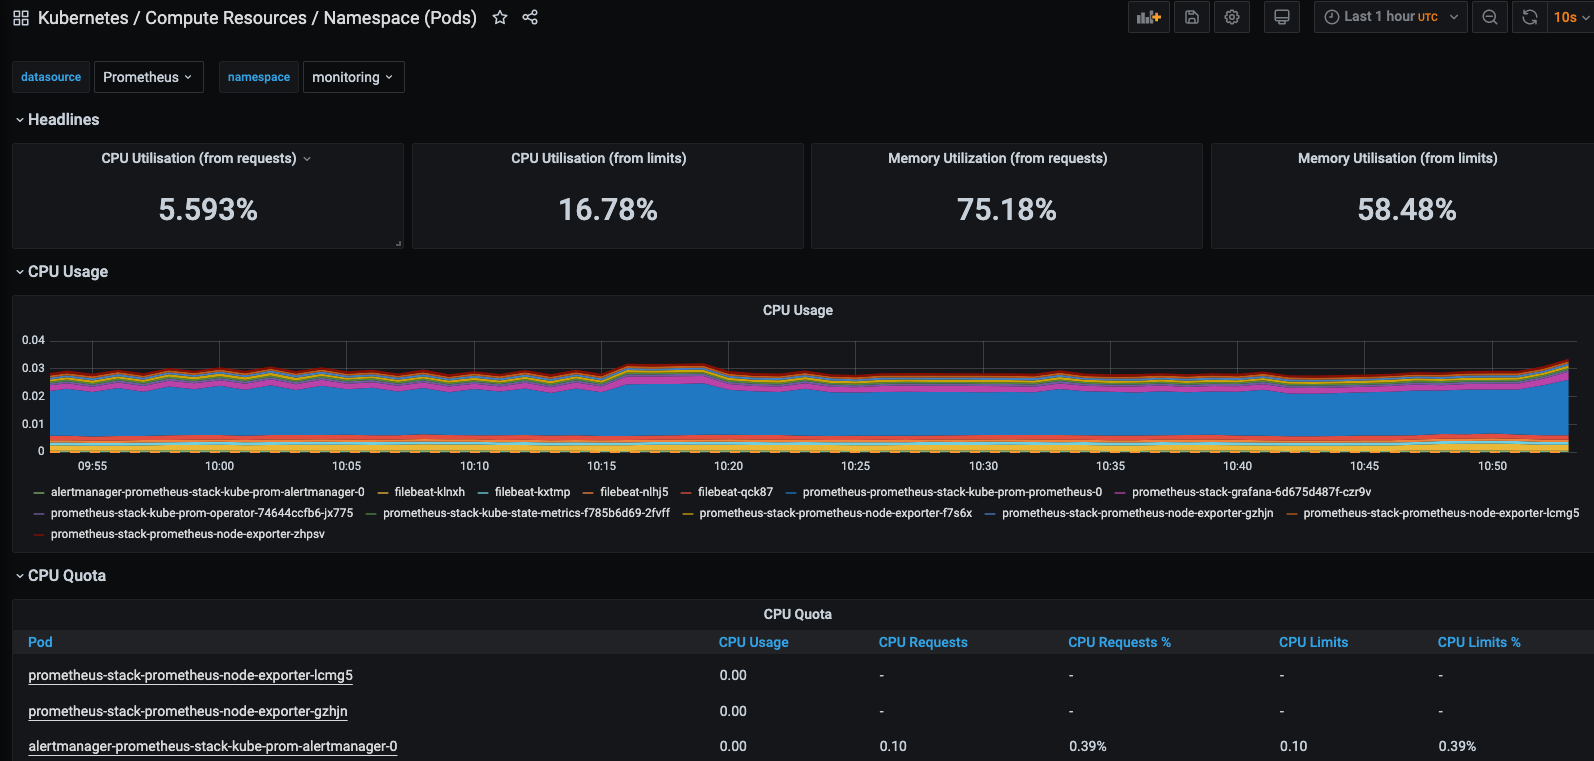 Kubernetes / Compute Resources / Namespace (Pods) Last 1 hour UTC 10s
datasource Prometheus namespace monitoring
Headlines
CPU Utilisation (from requests) CPU Utilisation (from limits) Memory Utilization (from requests) Memory Utilisation (from limits)
5.593% 16.78% 75.18% 58.48%
CPU Usage
CPU Usage
0.04
0.03
0.02
0.01
0
09:55 10:00 10:05 10:10 10:15 10:20 10:25 10:30 10:35 10:40 10:45 10:50
alertmanager-prometheus-stack-kube-prom-alertmanager-0 filebeat-klnxh filebeat-kxtmp filebeat-nlhj5 filebeat-qck87 prometheus-prometheus-stack-kube-prom-prometheus-0 prometheus-stack-grafana-6d675d487f-czr9v
prometheus-stack-kube-prom-operator-74644ccfb6-jx775 prometheus-stack-kube-state-metrics-f785b6d69-2fvff prometheus-stack-prometheus-node-exporter-f7s6x prometheus-stack-prometheus-node-exporter-gzhjn prometheus-stack-prometheus-node-exporter-lcmg5
prometheus-stack-prometheus-node-exporter-zhpsv
CPU Quota
CPU Quota
Pod CPU Usage CPU Requests CPU Requests % CPU Limits CPU Limits %
prometheus-stack-prometheus-node-exporter-lcmg5 0.00 - - - -
prometheus-stack-prometheus-node-exporter-gzhjn 0.00 - - - -
alertmanager-prometheus-stack-kube-prom-alertmanager-0 0.00 0.10 0.39% 0.10 0.39%